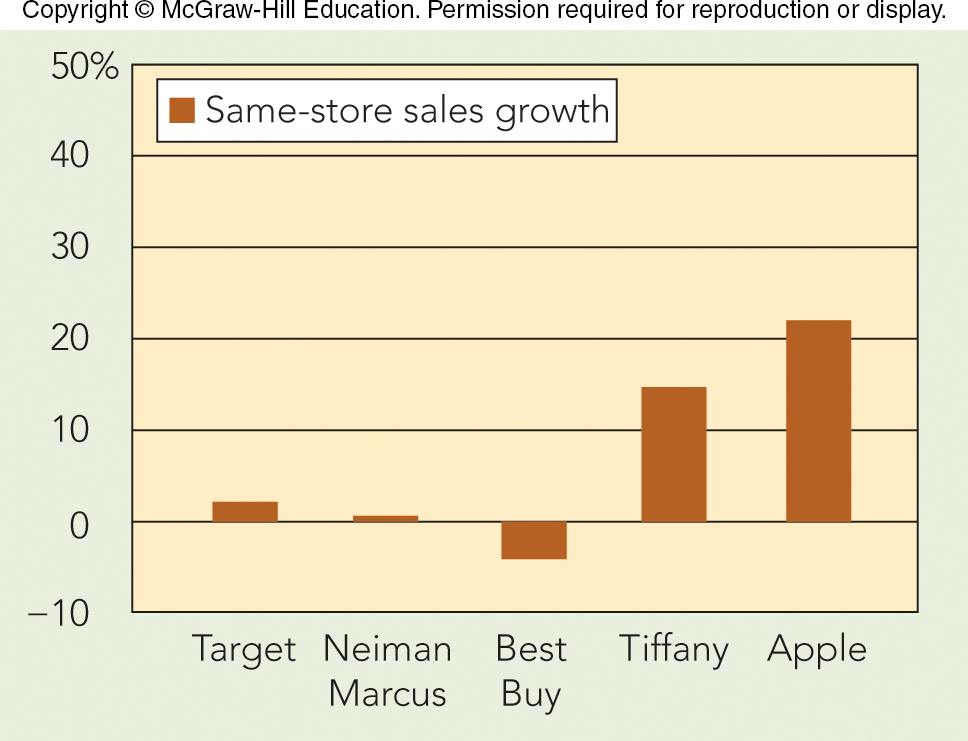 Copyright © McGraw-Hill Education. Permission required for reproduction or display.
50%
Same-store sales growth
40
30
20
10
0
–10
Target Neiman Marcus Best Buy Tiffany Apple